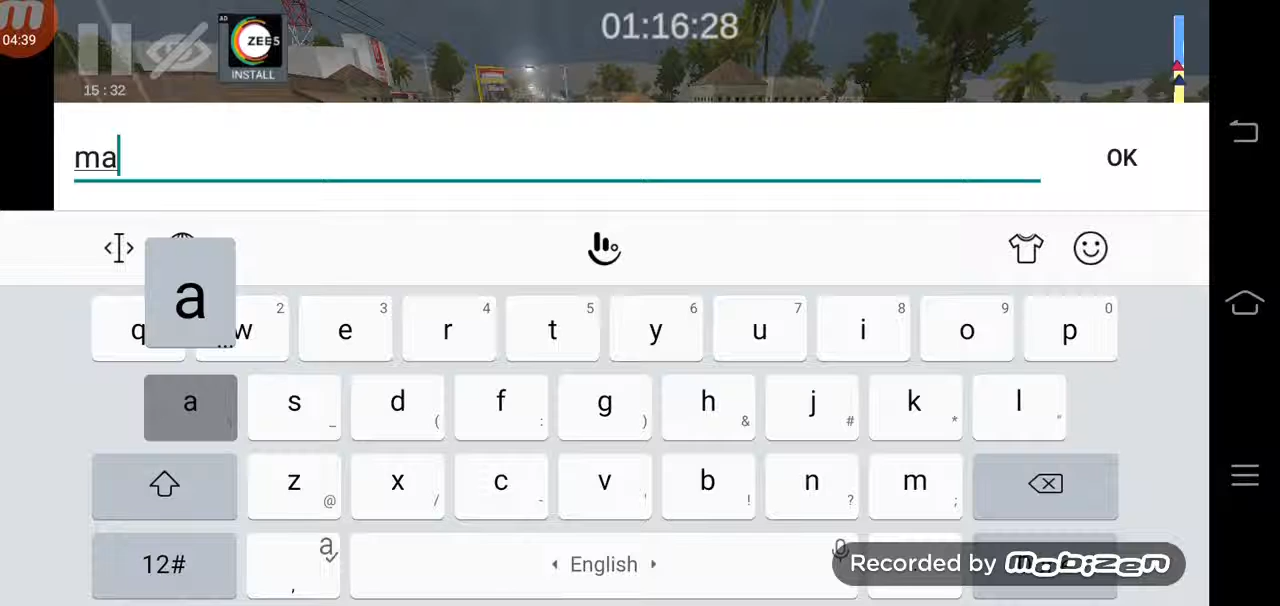 04:39
AD
ZEE5
INSTALL
01:16:28
15 : 32
ma
OK
a
q w 2 e 3 r 4 t 5 y 6 u 7 i 8 o 9 p 0
a s _ d ( f : g ) h & j # k * l "
z @ x / c - v ' b ! n ? m ;
12# , a English
Recorded by mobizen